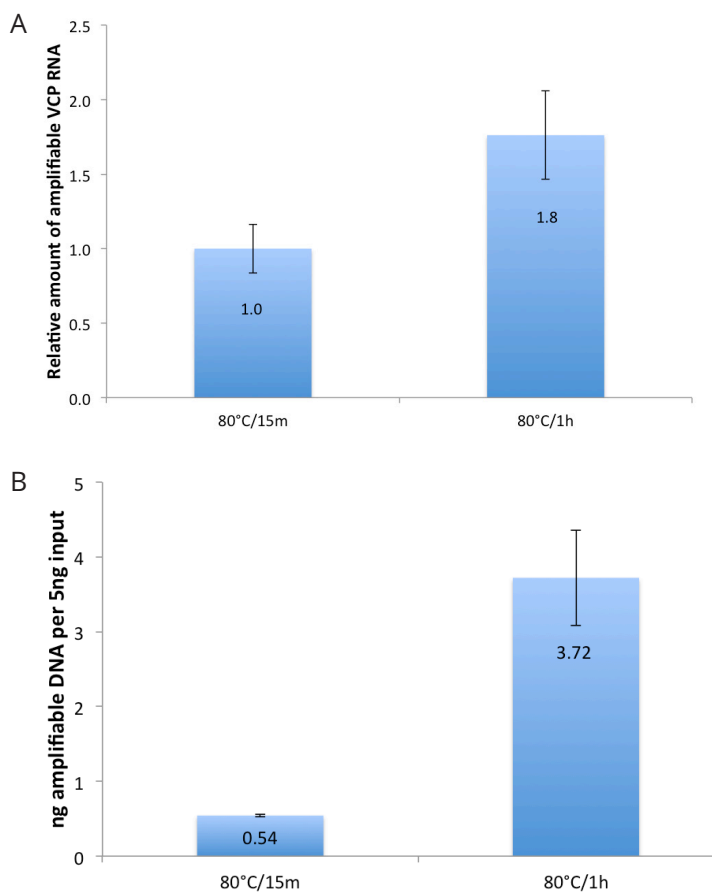 A
Relative amount of amplifiable VCP RNA
2.5
2.0
1.5
1.0
0.5
0.0
1.0
1.8
80°C/15m
80°C/1h
B
ng amplifiable DNA per 5ng input
5
4
3
2
1
0
0.54
3.72
80°C/15m
80°C/1h